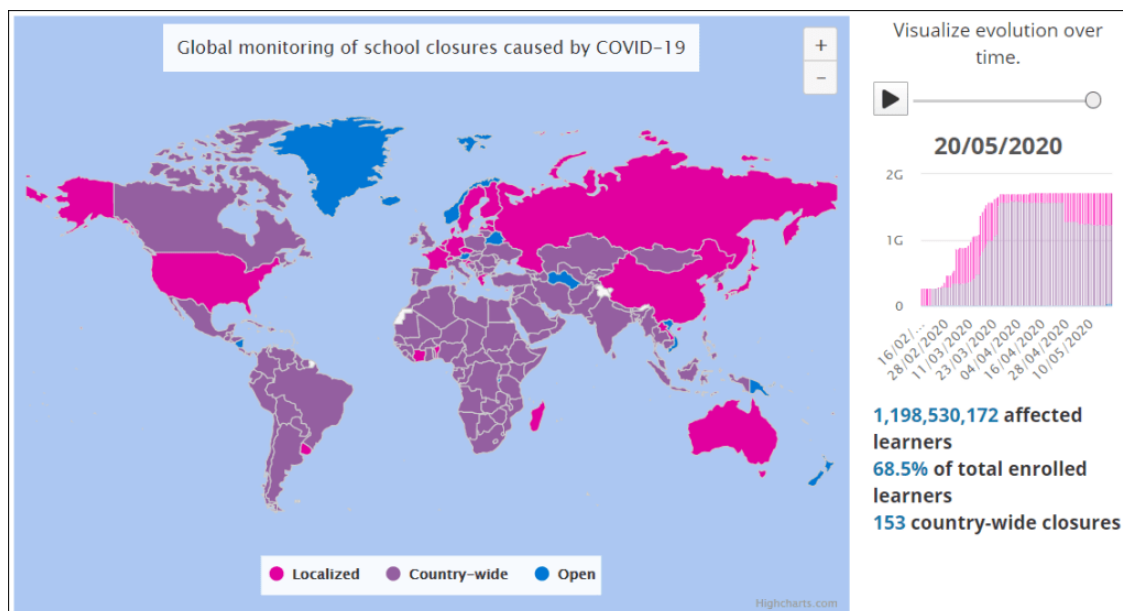 Global monitoring of school closures caused by COVID-19
+
−
Localized
Country-wide
Open
Highcharts.com
Visualize evolution over
time.
20/05/2020
2G
1G
0
16/02/...
28/02/2020
11/03/2020
23/03/2020
04/04/2020
16/04/2020
28/04/2020
10/05/2020
1,198,530,172 affected
learners
68.5% of total enrolled
learners
153 country-wide closures